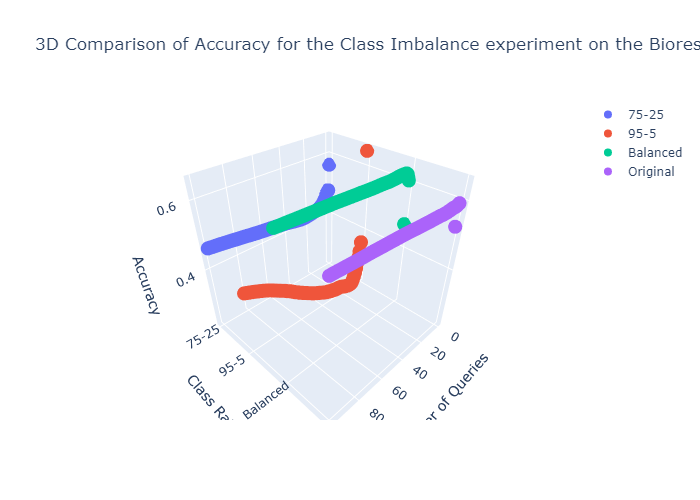 3D Comparison of Accuracy for the Class Imbalance experiment on the Biores
75-25
95-5
Balanced
Original
0.6
0.4
Accuracy
75-25
95-5
Balanced
Class Ra
0
20
40
60
80
er of Queries